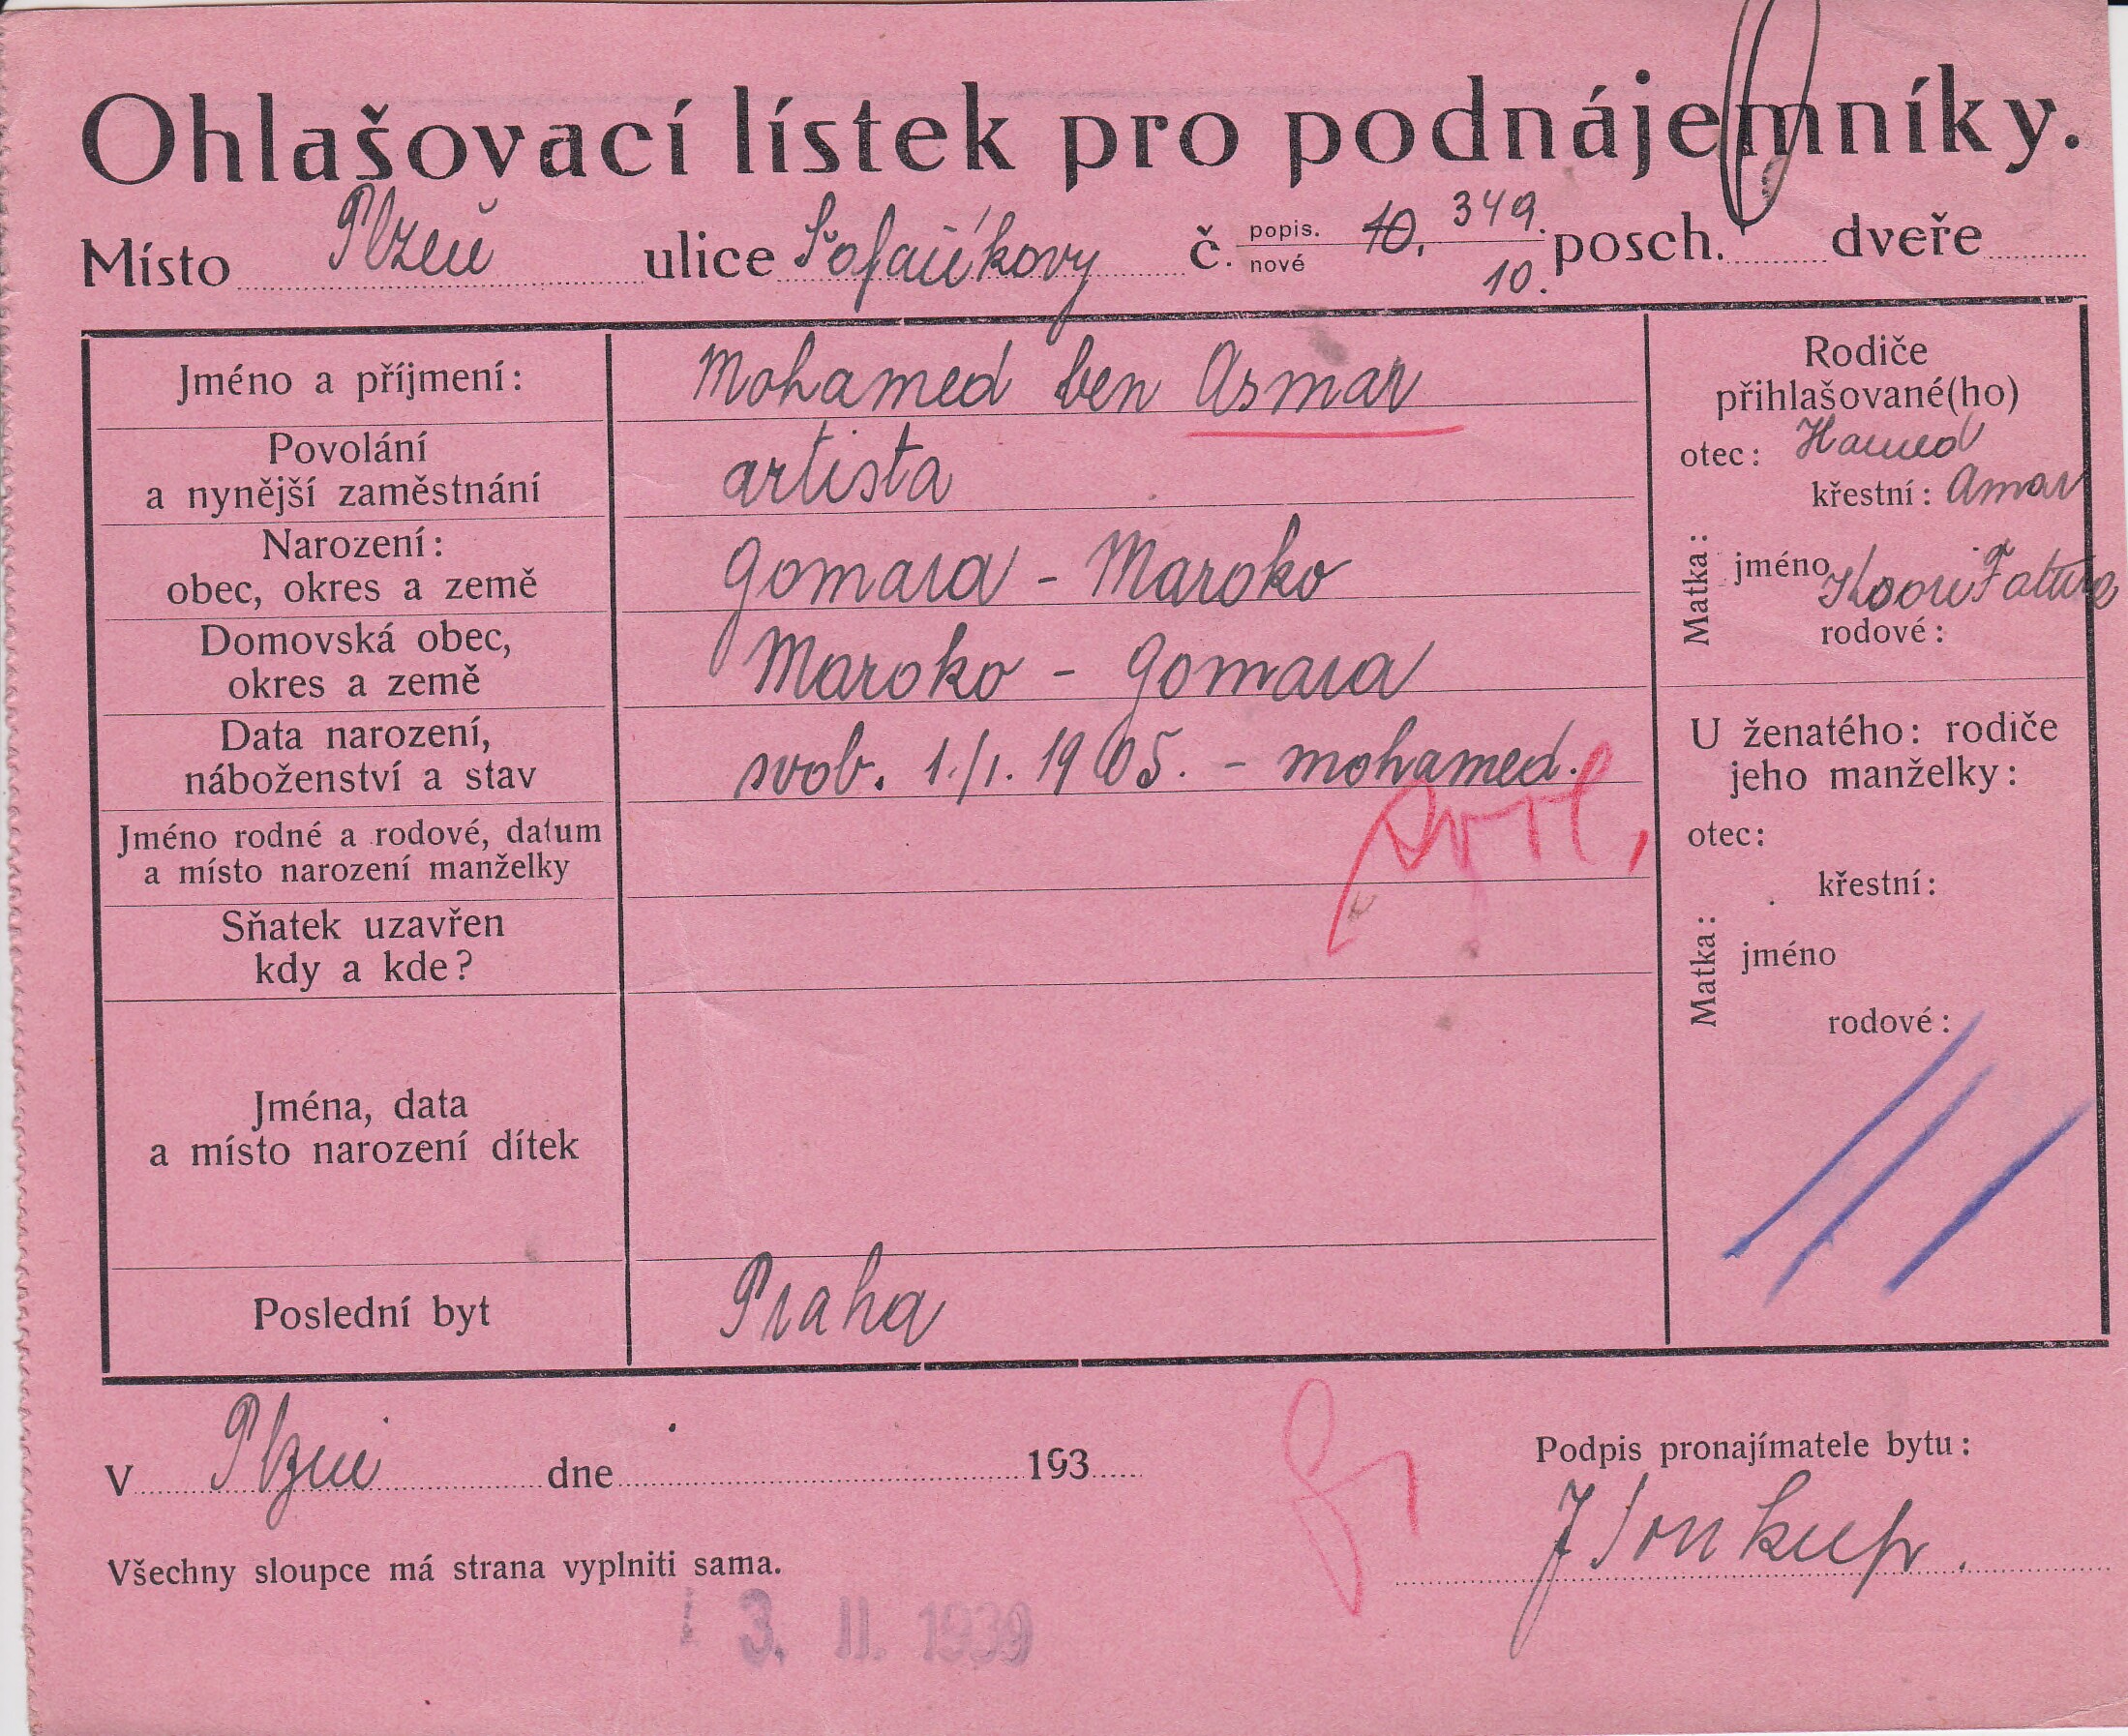 Ohlašovací lístek pro podnájemníky.
Místo Plzeň ulice č. popis. nové 10. 349. 10. posch. dveře
Jméno a příjmení: Mohamed ben Asmar
Povolání a nynější zaměstnání artista
Narození: obec, okres a země Gomara - Maroko
Domovská obec, okres a země Maroko - Gomara
Data narození, náboženství a stav svob. 1./1. 1905. - mohamed.
Jméno rodné a rodové, datum a místo narození manželky
Sňatek uzavřen kdy a kde?
Jména, data a místo narození dítek
Poslední byt Praha
Rodiče
přihlašované(ho)
otec: Hamed
křestní: Amar
Matka: jméno
rodové:
U ženatého: rodiče
jeho manželky:
otec:
křestní:
Matka: jméno
rodové:
V Plzni dne 193
Podpis pronajímatele bytu:
Všechny sloupce má strana vyplniti sama.
3. II. 1939